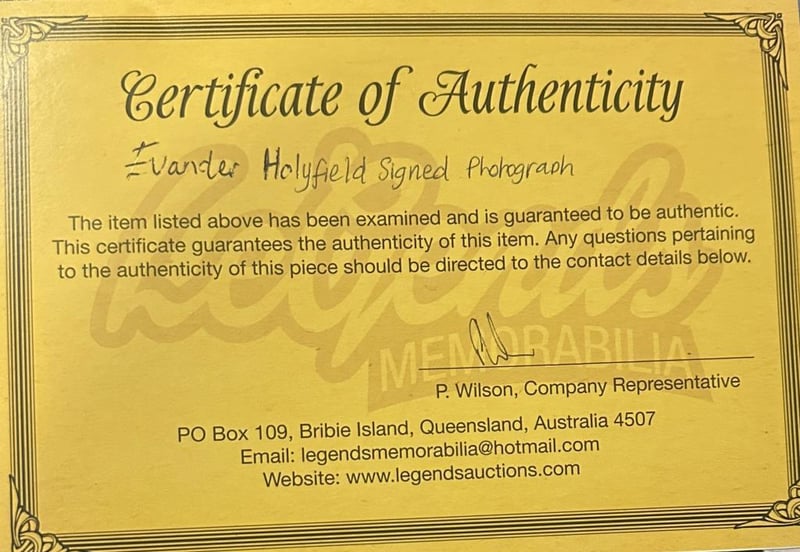 Certificate of Authenticity
Evander Holyfield Signed Photograph
The item listed above has been examined and is guaranteed to be authentic.
This certificate guarantees the authenticity of this item. Any questions pertaining
to the authenticity of this piece should be directed to the contact details below.
Legends
MEMORABILIA
P. Wilson, Company Representative
PO Box 109, Bribie Island, Queensland, Australia 4507
Email: legendsmemorabilia@hotmail.com
Website: www.legendsauctions.com